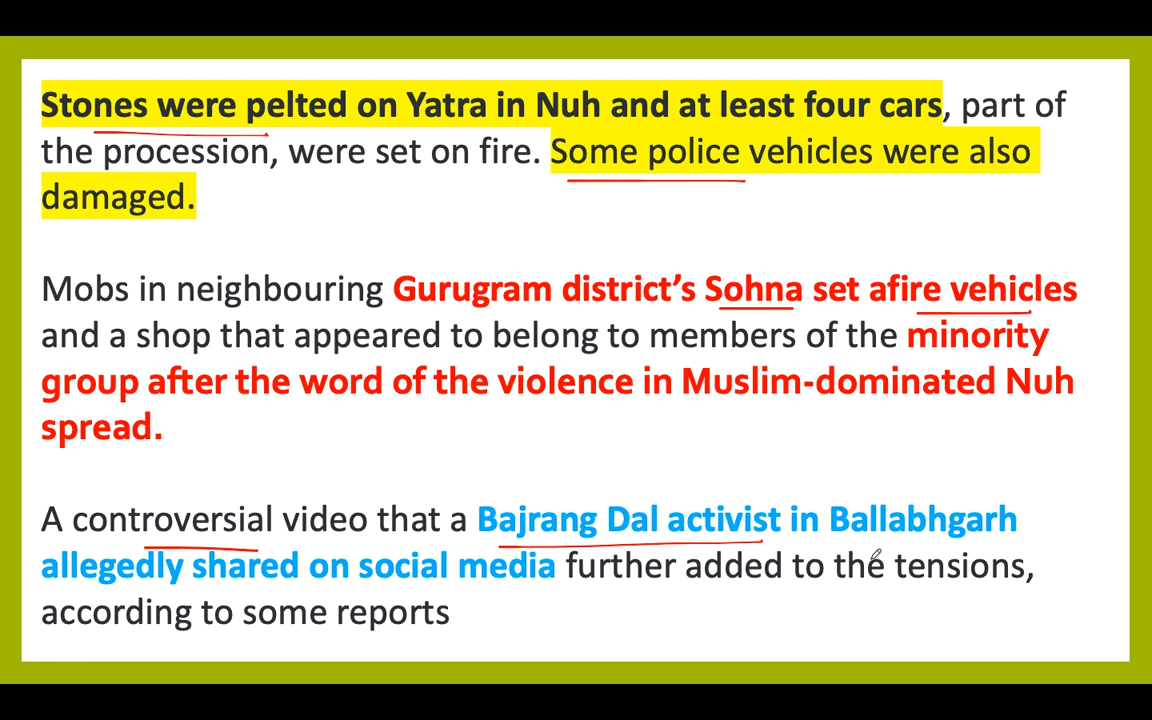 Stones were pelted on Yatra in Nuh and at least four cars, part of
the procession, were set on fire. Some police vehicles were also
damaged.
Mobs in neighbouring Gurugram district’s Sohna set afire vehicles
and a shop that appeared to belong to members of the minority
group after the word of the violence in Muslim-dominated Nuh
spread.
A controversial video that a Bajrang Dal activist in Ballabhgarh
allegedly shared on social media further added to the tensions,
according to some reports